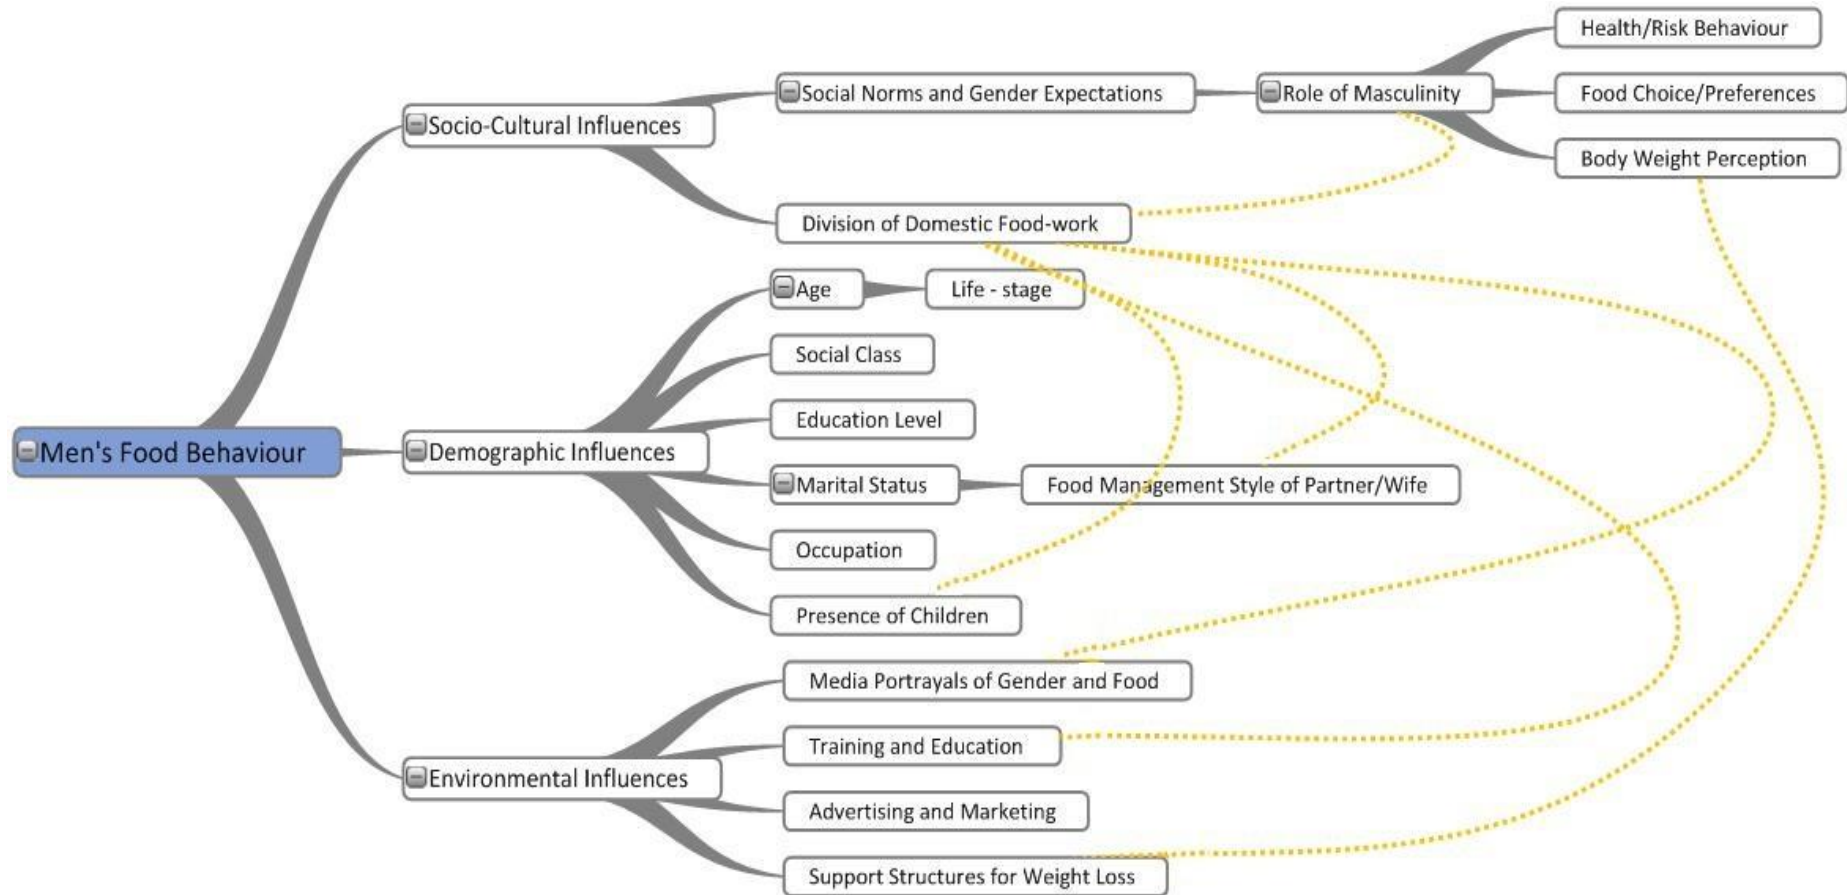 Men's Food Behaviour
Socio-Cultural Influences
Social Norms and Gender Expectations
Role of Masculinity
Health/Risk Behaviour
Food Choice/Preferences
Body Weight Perception
Division of Domestic Food-work
Demographic Influences
Age
Life - stage
Social Class
Education Level
Marital Status
Food Management Style of Partner/Wife
Occupation
Presence of Children
Environmental Influences
Media Portrayals of Gender and Food
Training and Education
Advertising and Marketing
Support Structures for Weight Loss